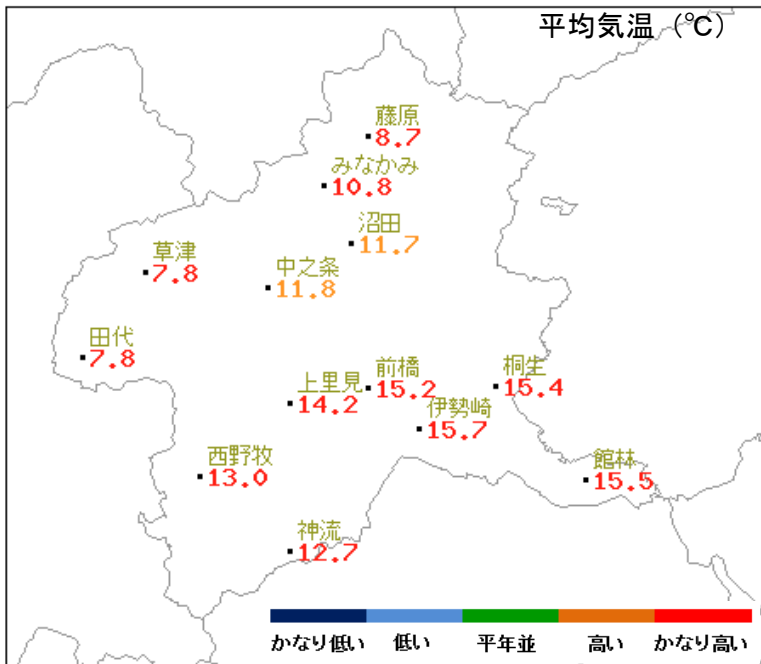 平均気温（℃）
藤原
8.7
みなかみ
10.8
沼田
11.7
草津
7.8
中之条
11.8
田代
7.8
前橋
15.2
桐生
15.4
上里見
14.2
伊勢崎
15.7
西野牧
13.0
館林
15.5
神流
12.7
かなり低い 低い 平年並 高い かなり高い